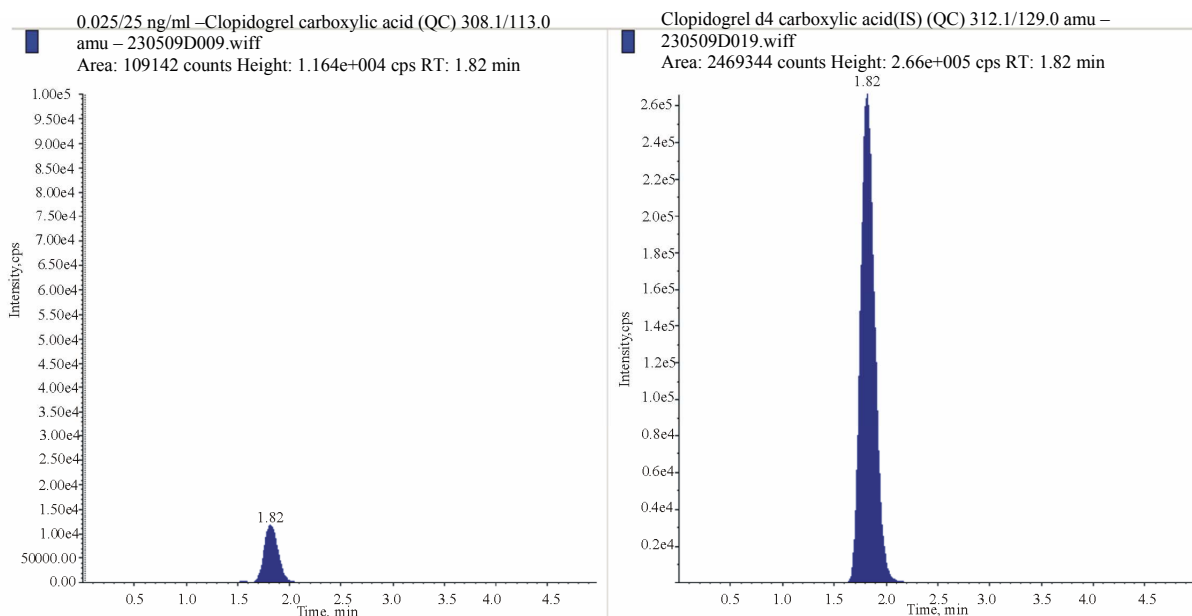 0.025/25 ng/ml –Clopidogrel carboxylic acid (QC) 308.1/113.0
amu – 230509D009.wiff
Area: 109142 counts Height: 1.164e+004 cps RT: 1.82 min
1.00e5
9.50e4
9.00e4
8.50e4
8.00e4
7.50e4
7.00e4
6.50e4
6.00e4
5.50e4
5.00e4
4.50e4
4.00e4
3.50e4
3.00e4
2.50e4
2.00e4
1.50e4
1.00e4
50000.00
0.00
Intensity,cps
1.82
0.5 1.0 1.5 2.0 2.5 3.0 3.5 4.0 4.5
Time, min
Clopidogrel d4 carboxylic acid(IS) (QC) 312.1/129.0 amu –
230509D019.wiff
Area: 2469344 counts Height: 2.66e+005 cps RT: 1.82 min
1.82
2.6e5
2.4e5
2.2e5
2.0e5
1.8e5
1.6e5
1.4e5
1.2e5
1.0e5
0.8e4
0.6e4
0.4e4
0.2e4
Intensity,cps
0.5 1.0 1.5 2.0 2.5 3.0 3.5 4.0 4.5
Time, min